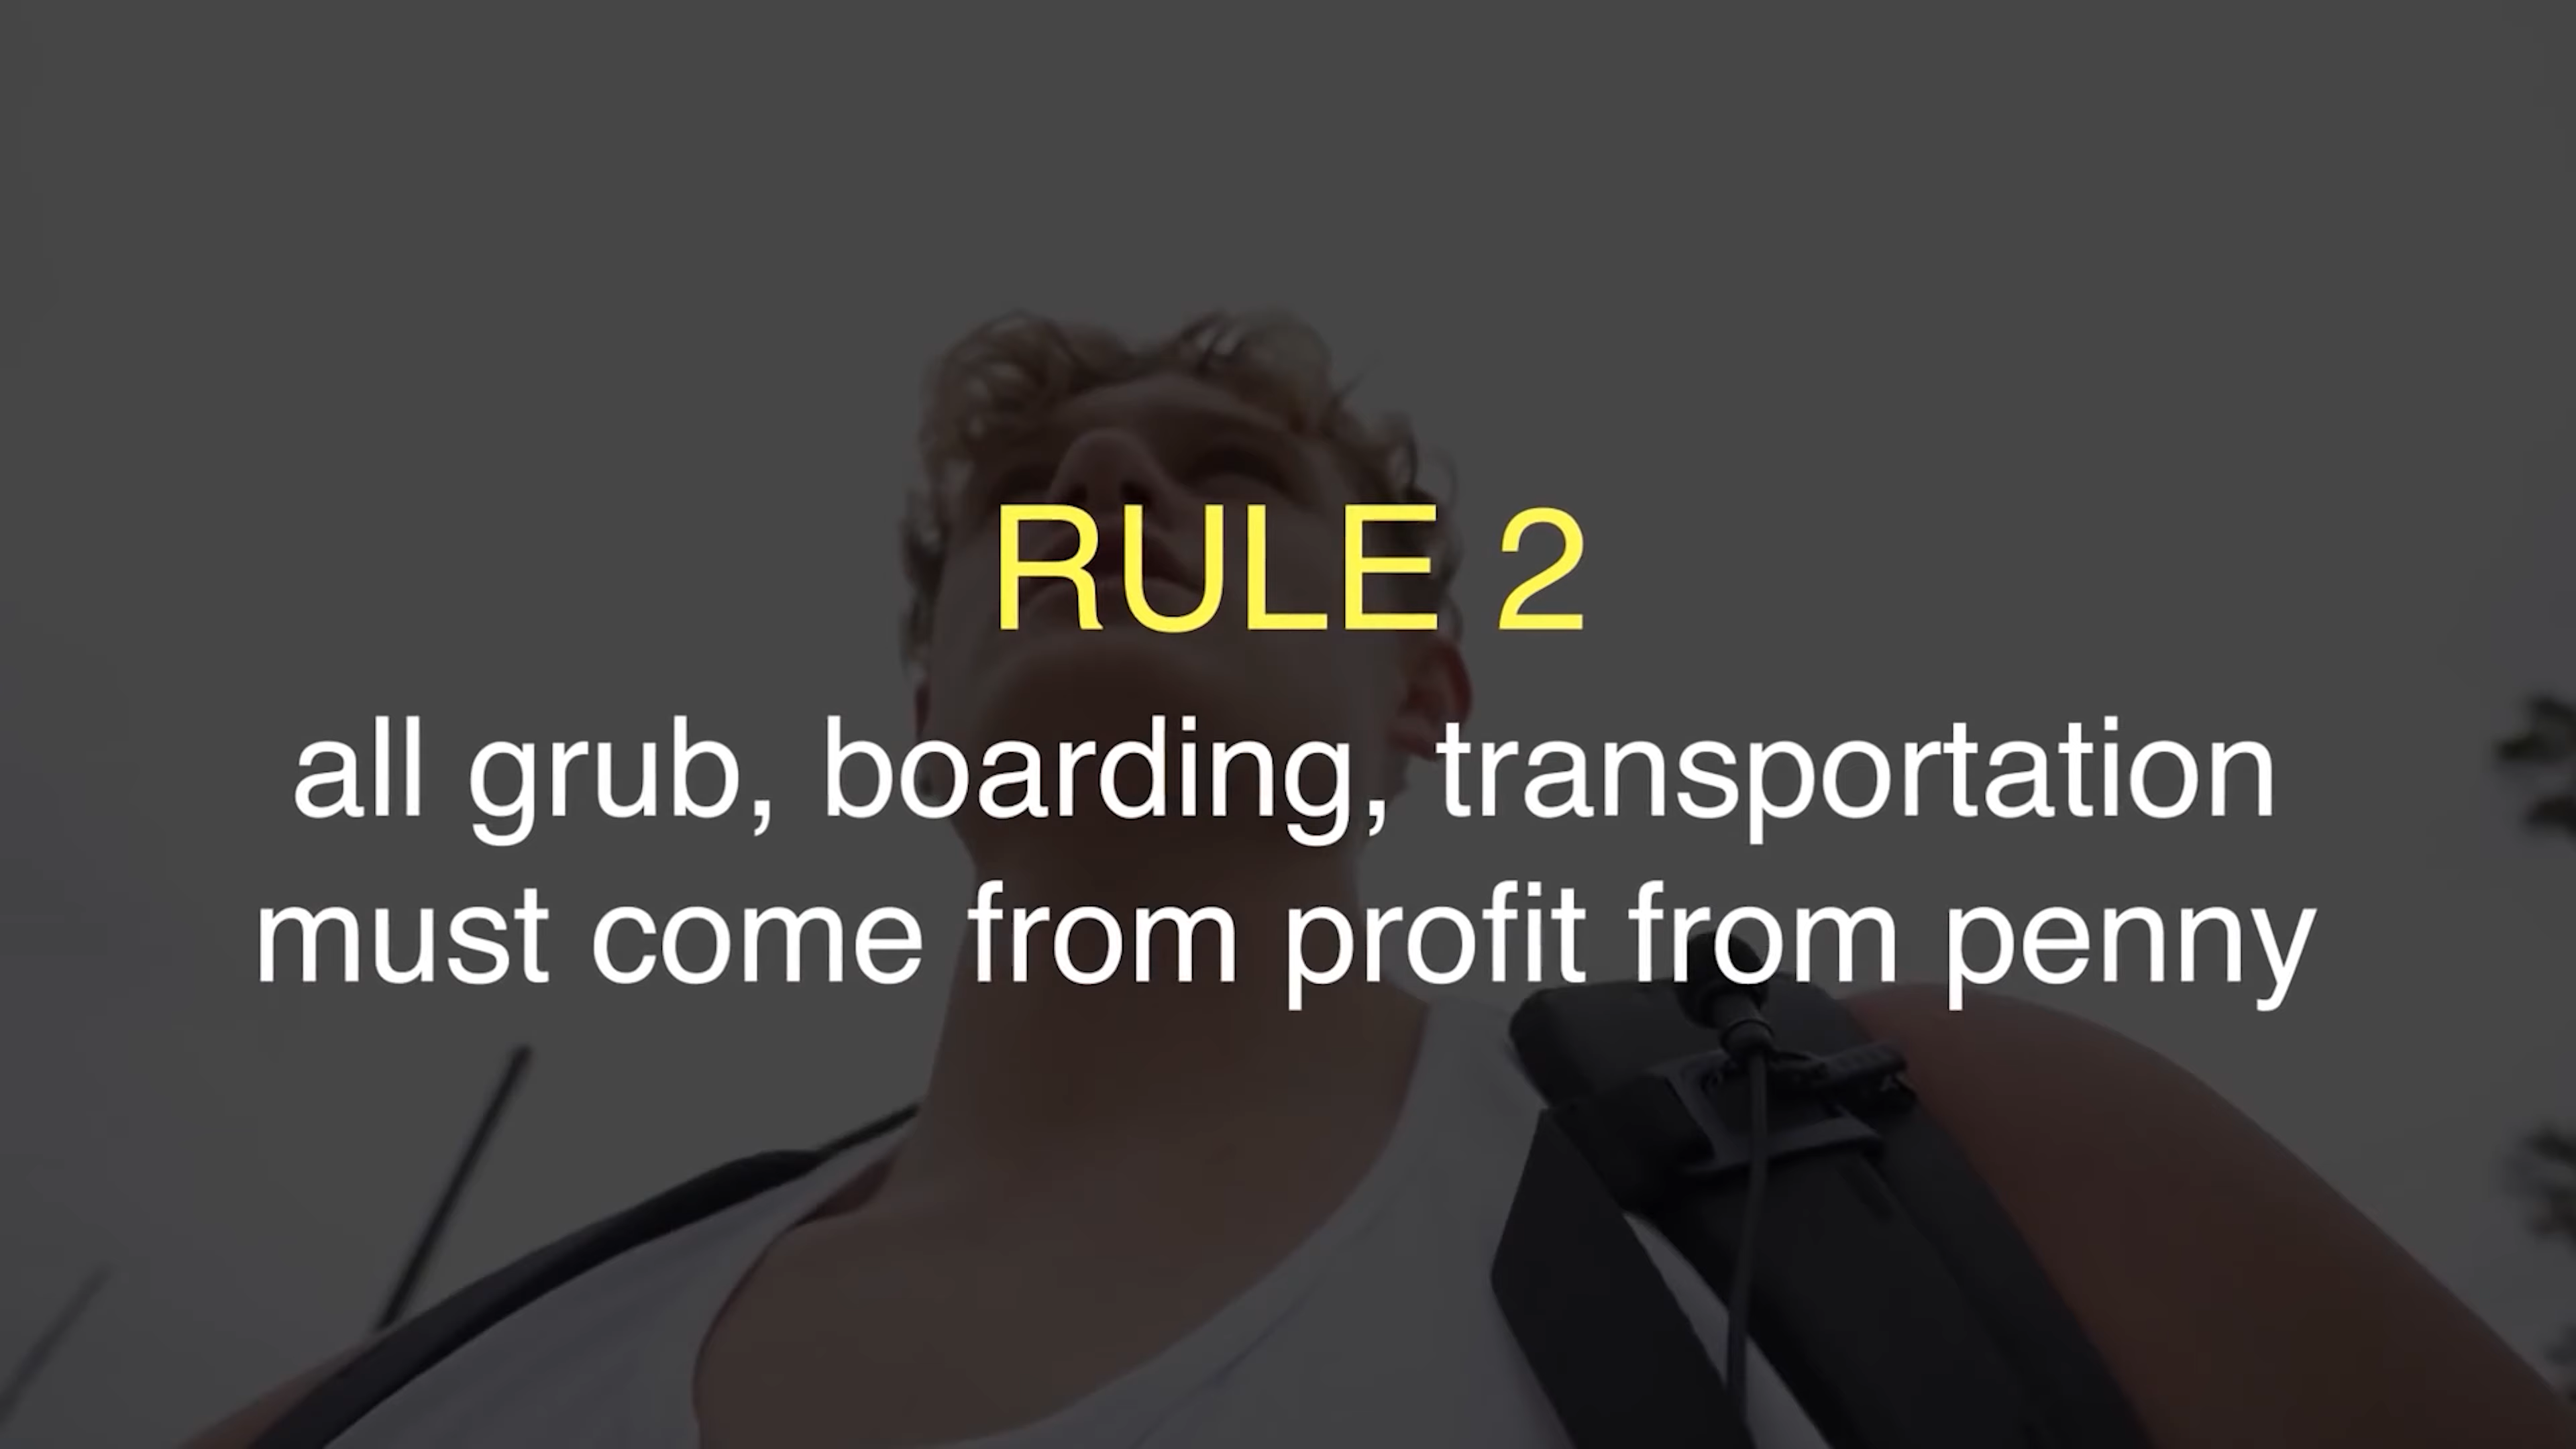 RULE 2
all grub, boarding, transportation
must come from profit from penny